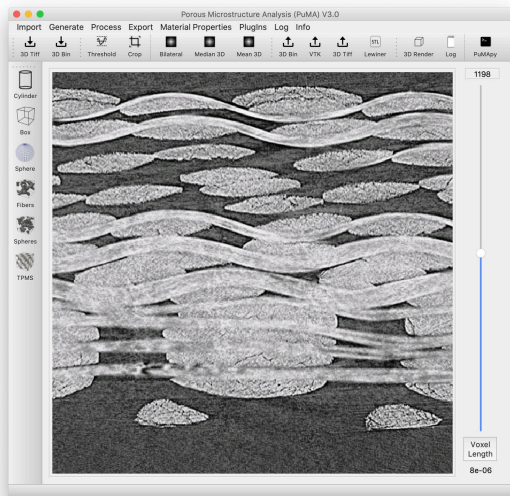 Porous Microstructure Analysis (PuMA) V3.0
Import Generate Process Export Material Properties PlugIns Log Info
3D Tiff 3D Bin Threshold Crop Bilateral Median 3D Mean 3D 3D Bin VTK 3D Tiff STL Lewiner 3D Render Log PuMApy
1198
Cylinder
Box
Sphere
Fibers
Spheres
TPMS
Voxel
Length
8e-06